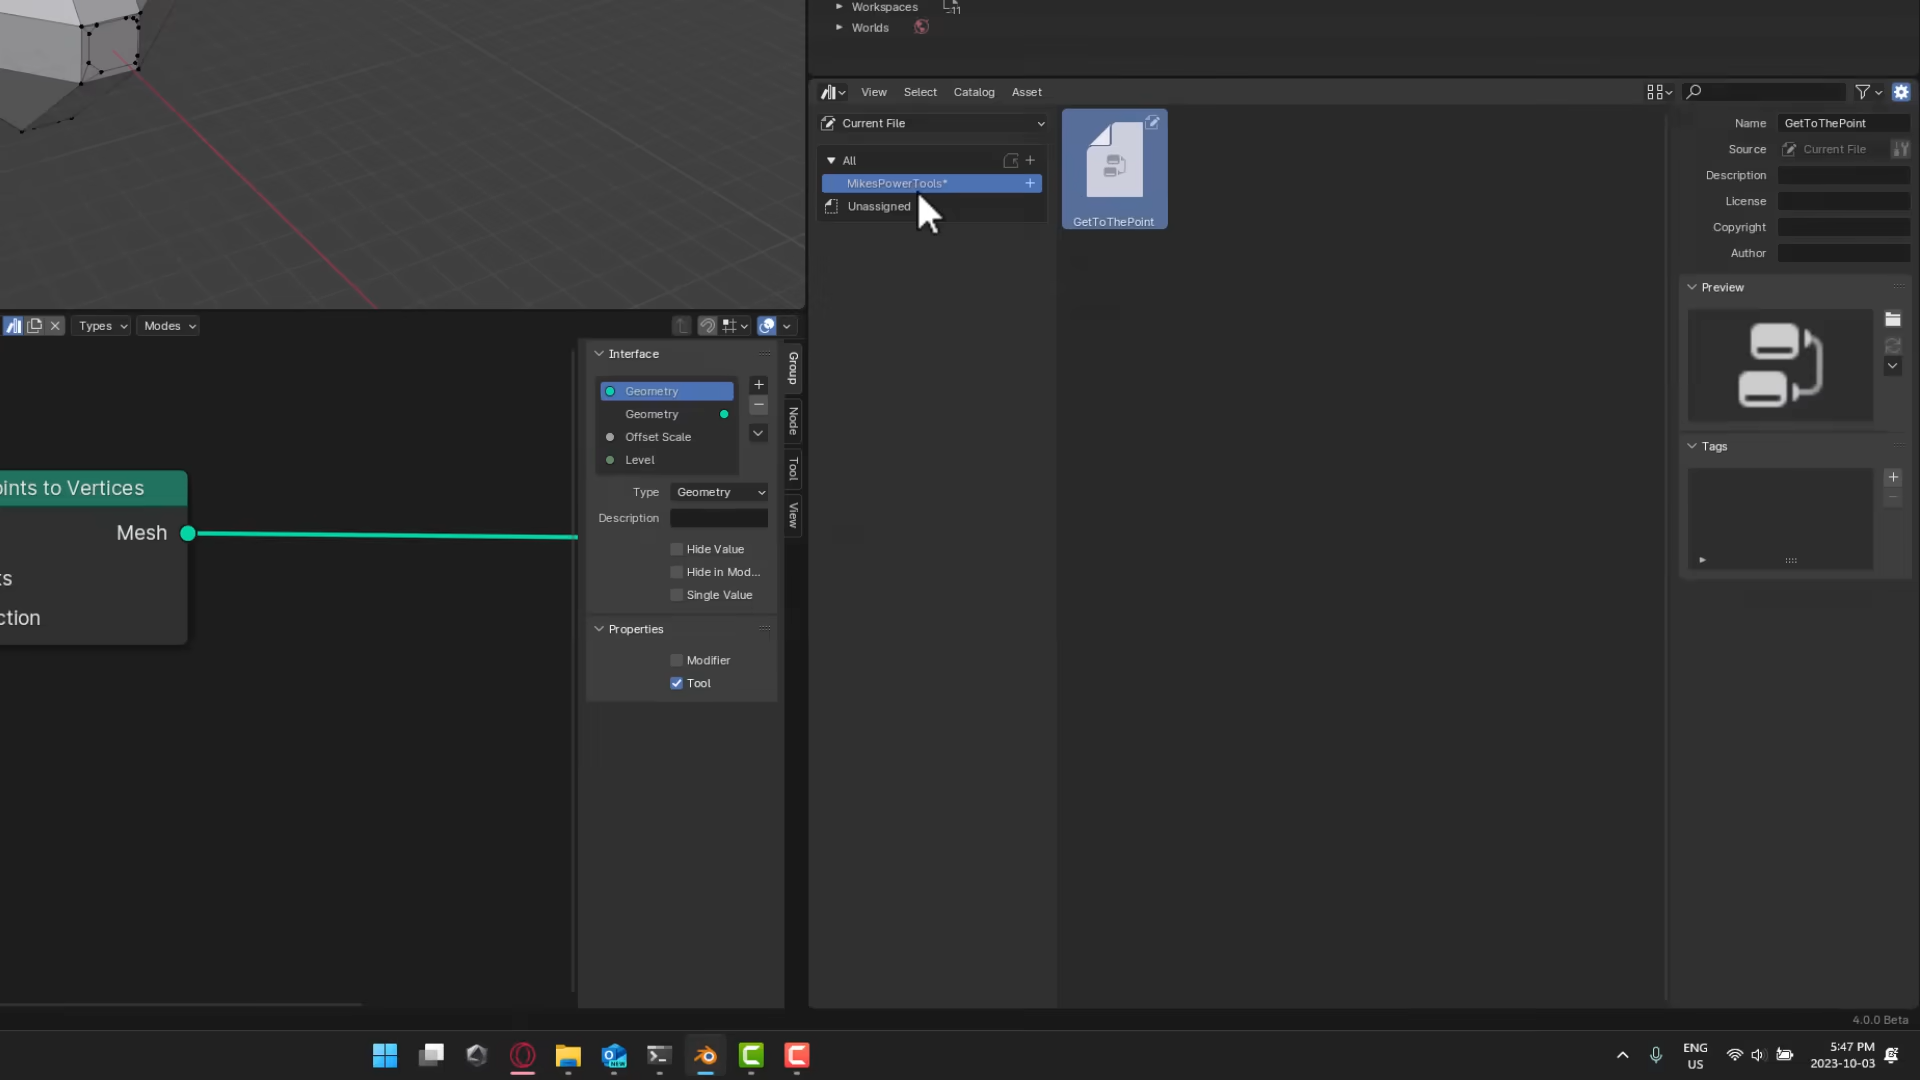 Workspaces
Worlds
View Select Catalog Asset
Current File
All
MikesPowerTools*
Unassigned
GetToThePoint
Name GetToThePoint
Source Current File
Description
License
Copyright
Author
Preview
Tags
Types Modes
Interface
Geometry
Geometry
Offset Scale
Level
Type Geometry
Description
Hide Value
Hide in Mod...
Single Value
Properties
Modifier
Tool
Group
Node
Tool
View
oints to Vertices
Mesh
ts
ction
4.0.0 Beta
ENG
US
5:47 PM
2023-10-03